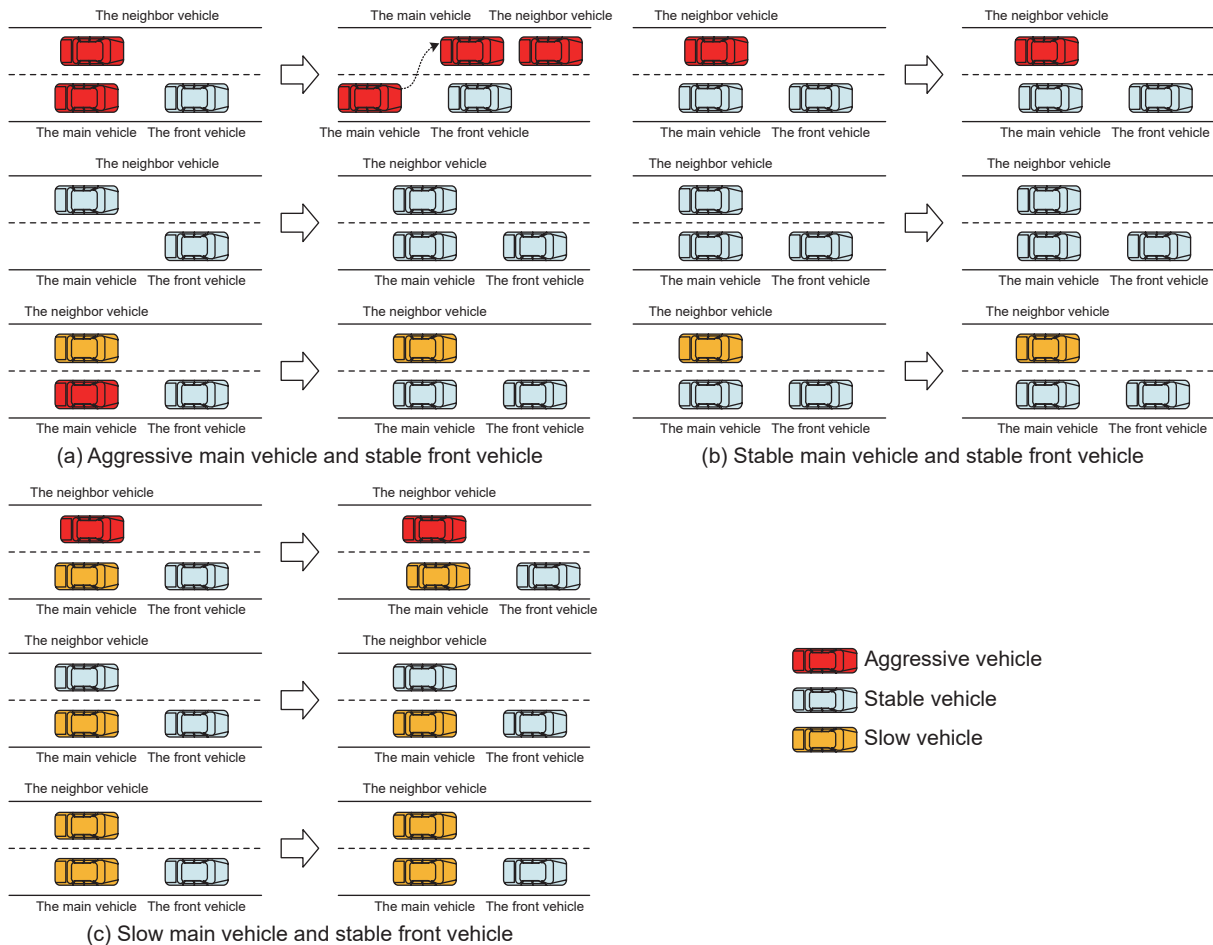 The neighbor vehicle
The main vehicle The neighbor vehicle
The main vehicle The front vehicle
The main vehicle The front vehicle
The neighbor vehicle
The neighbor vehicle
The main vehicle The front vehicle
The main vehicle The front vehicle
The neighbor vehicle
The neighbor vehicle
The main vehicle The front vehicle
The main vehicle The front vehicle
The neighbor vehicle
The neighbor vehicle
The main vehicle The front vehicle
The main vehicle The front vehicle
(a) Aggressive main vehicle and stable front vehicle
The neighbor vehicle
The neighbor vehicle
The main vehicle The front vehicle
The main vehicle The front vehicle
The neighbor vehicle
The neighbor vehicle
The main vehicle The front vehicle
The main vehicle The front vehicle
(b) Stable main vehicle and stable front vehicle
The neighbor vehicle
The neighbor vehicle
The main vehicle The front vehicle
The main vehicle The front vehicle
The neighbor vehicle
The neighbor vehicle
The main vehicle The front vehicle
The main vehicle The front vehicle
The neighbor vehicle
The neighbor vehicle
The main vehicle The front vehicle
The main vehicle The front vehicle
(c) Slow main vehicle and stable front vehicle
Aggressive vehicle
Stable vehicle
Slow vehicle